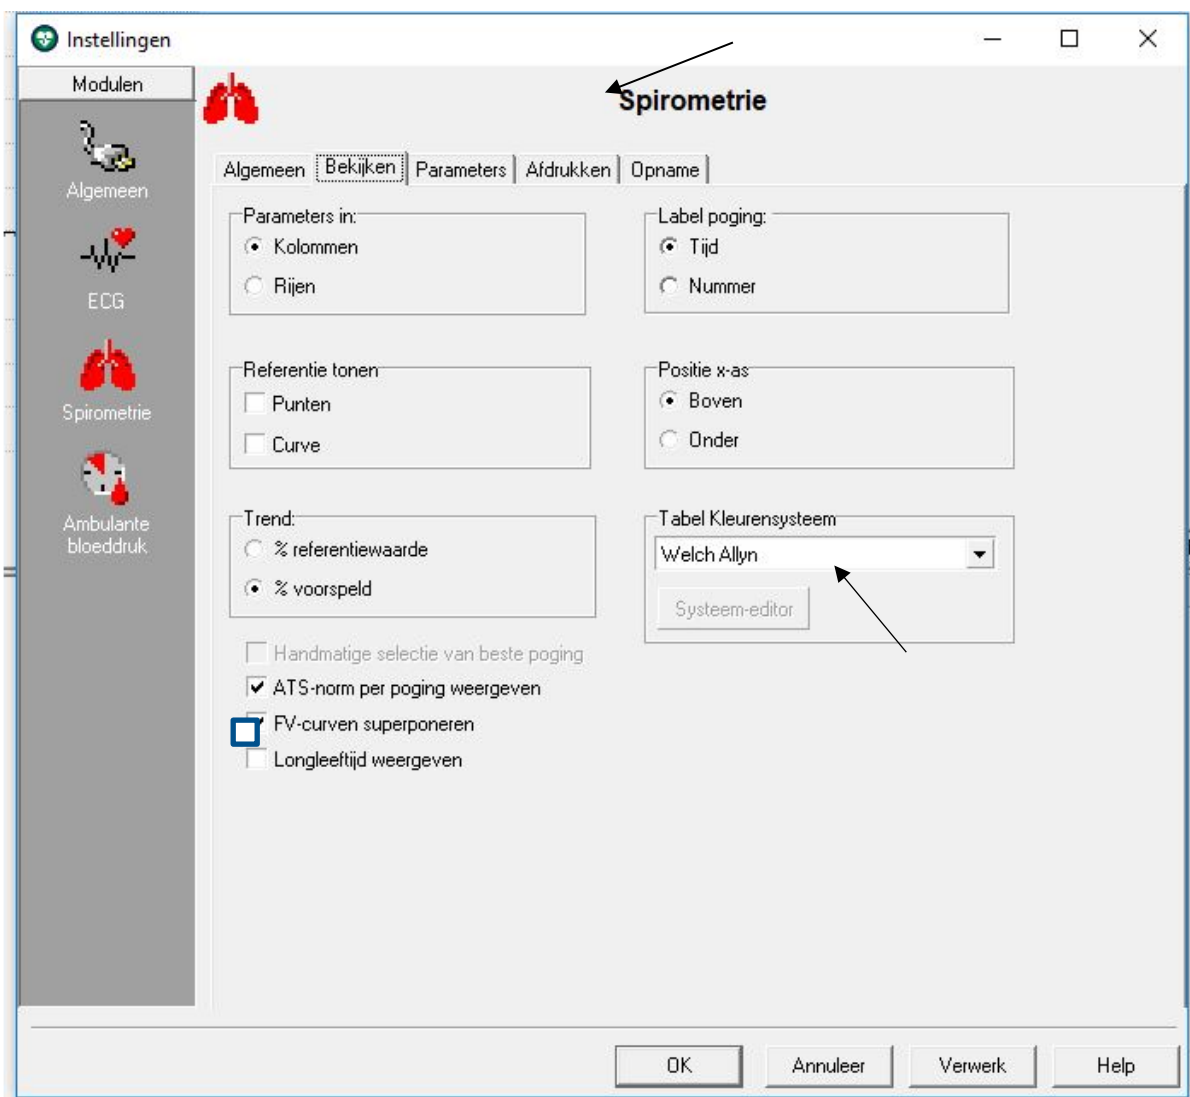 Instellingen
Modulen
Algemeen
ECG
Spirometrie
Ambulante
bloeddruk
Spirometrie
Algemeen Bekijken Parameters Afdrukken Opname
Parameters in:
Kolommen
Rijen
Label poging:
Tijd
Nummer
Referentie tonen
Punten
Curve
Positie x-as
Boven
Onder
Trend:
% referentiewaarde
% voorspeld
Tabel Kleurensysteem
Welch Allyn
Systeem-editor
Handmatige selectie van beste poging
ATS-norm per poging weergeven
FV-curven superponeren
Longleeftijd weergeven
OK Annuleer Verwerk Help